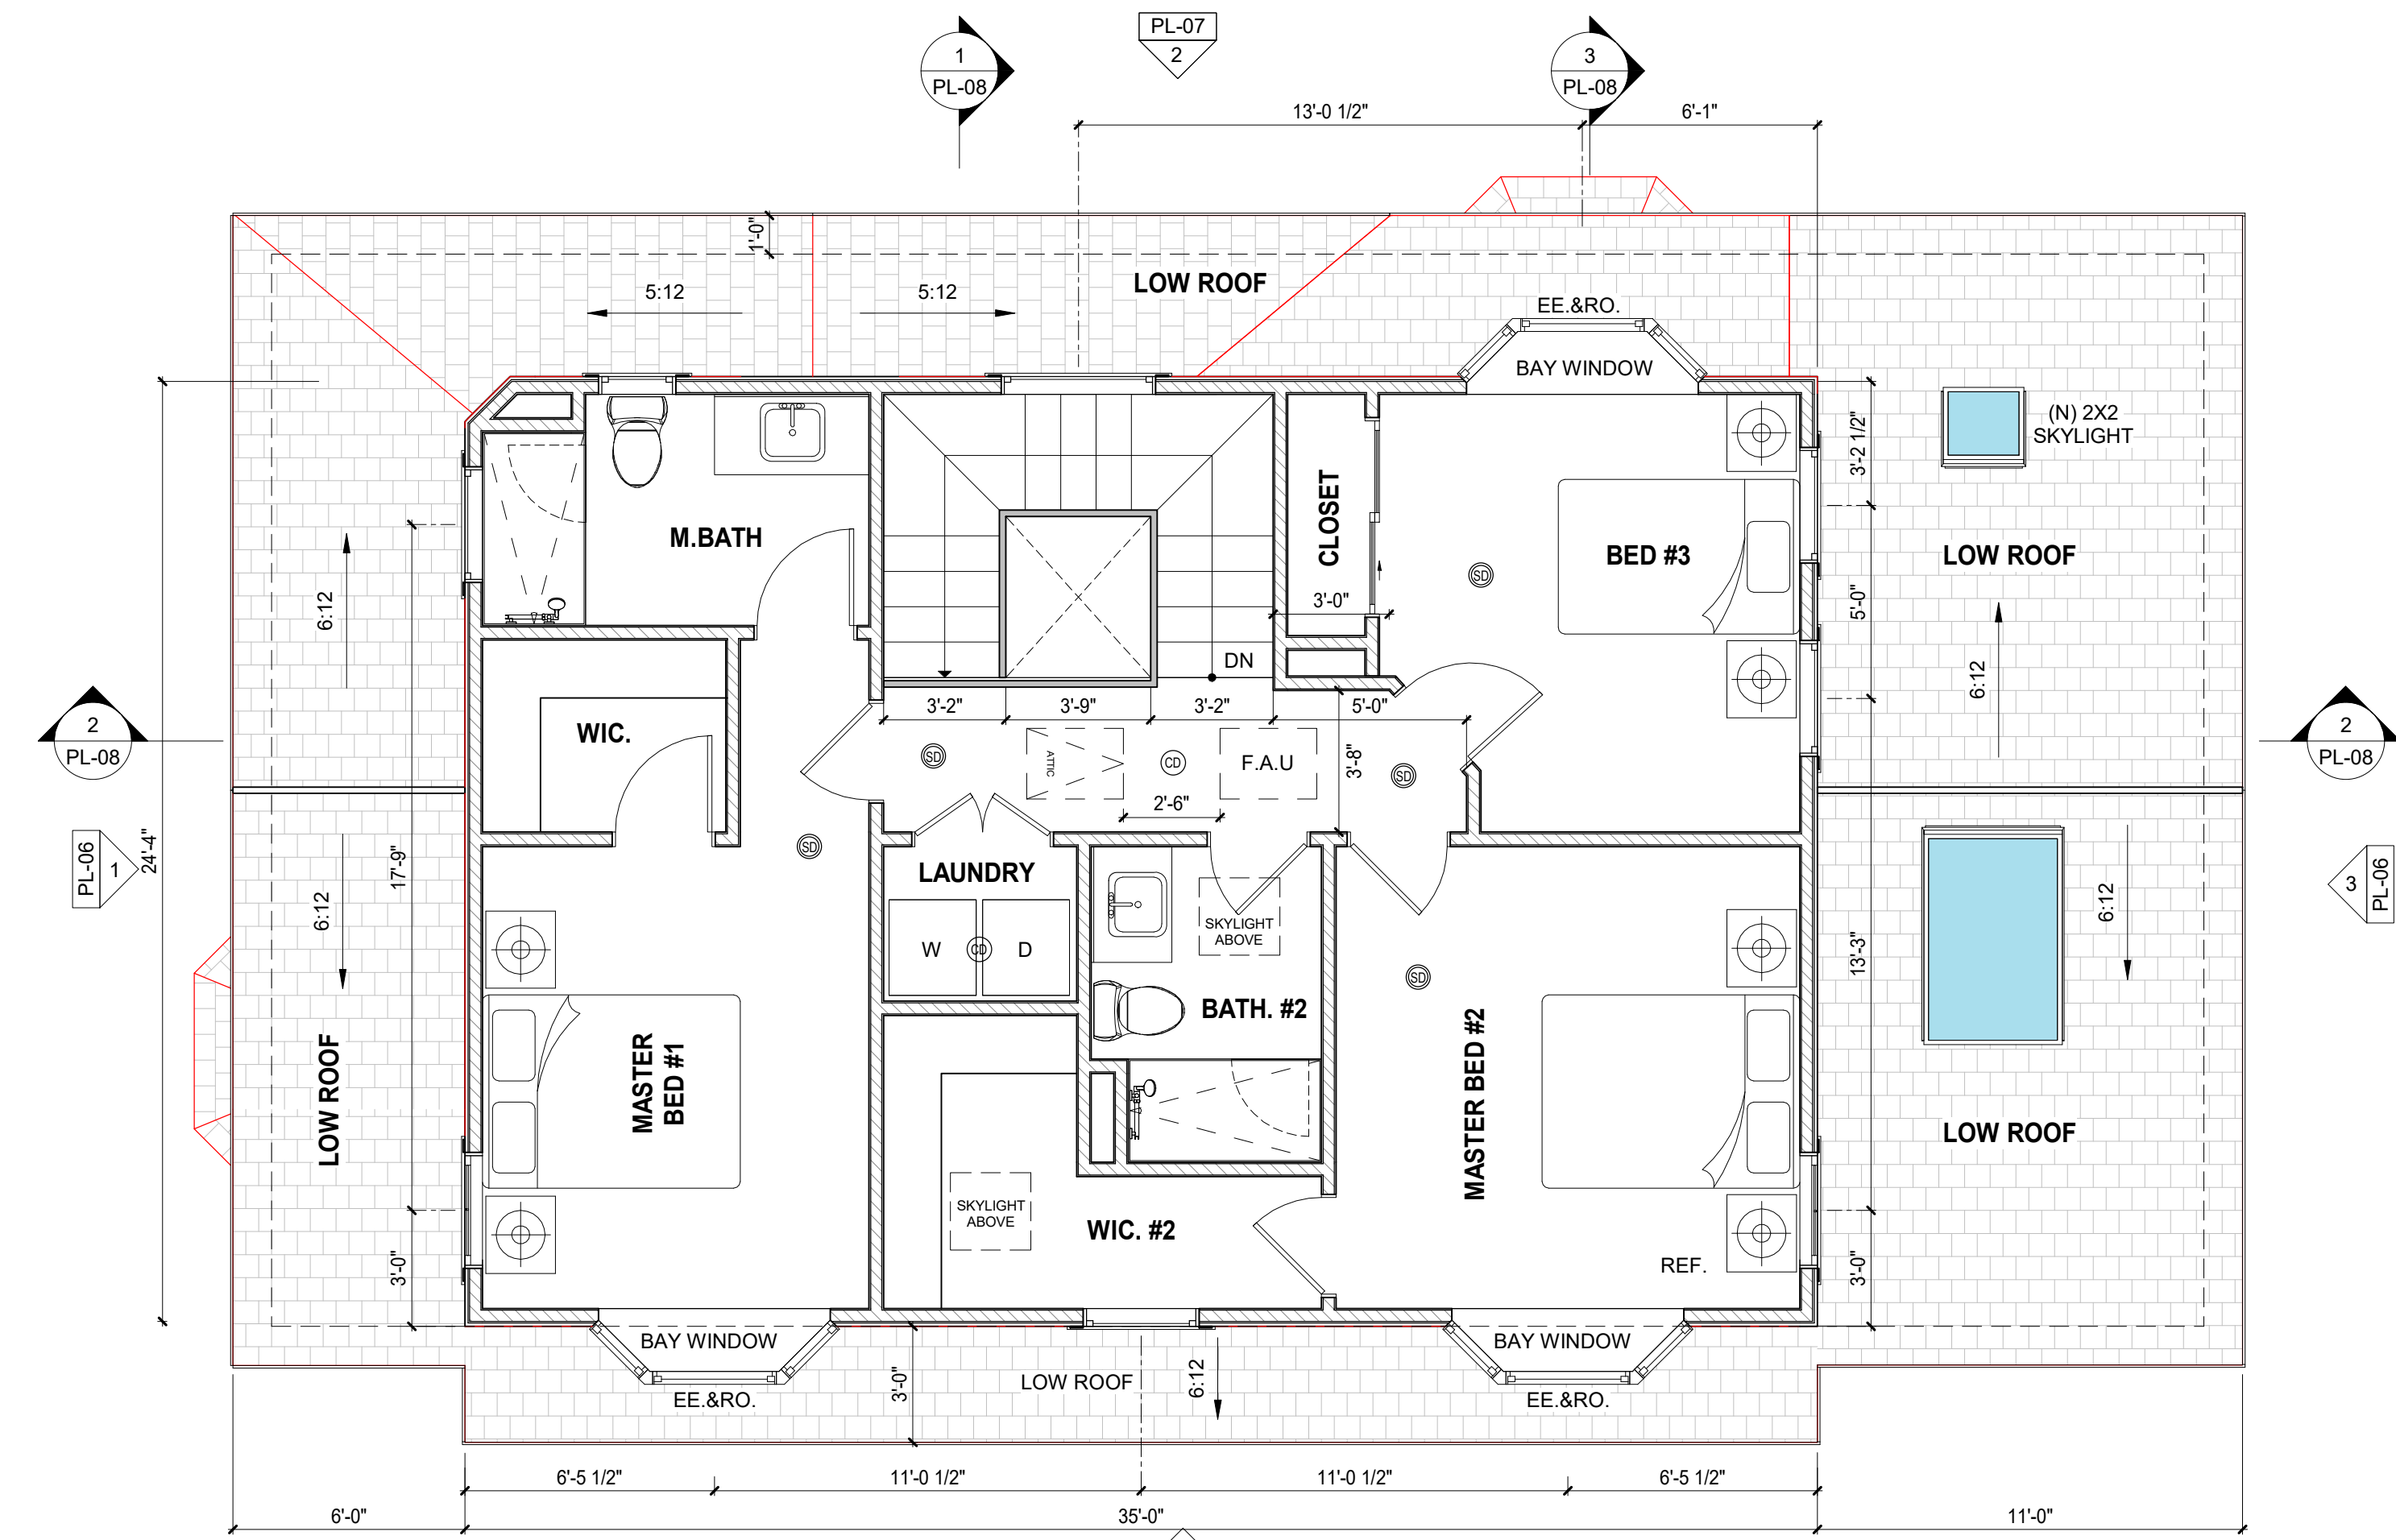 PL-07
2
1
PL-08
3
PL-08
13'-0 1/2"
6'-1"
1'-0"
LOW ROOF
5:12
5:12
EE.&RO.
BAY WINDOW
(N) 2X2
SKYLIGHT
3'-2 1/2"
M.BATH
CLOSET
BED #3
LOW ROOF
SD
3'-0"
5'-0"
6:12
6:12
DN
3'-2"
3'-9"
3'-2"
5'-0"
2
PL-08
WIC.
SD
ATTIC
CD
F.A.U
3'-8"
SD
2
PL-08
2'-6"
24'-4"
PL-06
1
17'-9"
SD
LAUNDRY
3
PL-06
6:12
6:12
W
CD
D
SKYLIGHT
ABOVE
13'-3"
SD
BATH. #2
MASTER
BED #1
MASTER BED #2
LOW ROOF
LOW ROOF
SKYLIGHT
ABOVE
WIC. #2
REF.
3'-0"
3'-0"
BAY WINDOW
BAY WINDOW
3'-0"
LOW ROOF
6:12
EE.&RO.
EE.&RO.
6'-5 1/2"
11'-0 1/2"
11'-0 1/2"
6'-5 1/2"
6'-0"
35'-0"
11'-0"